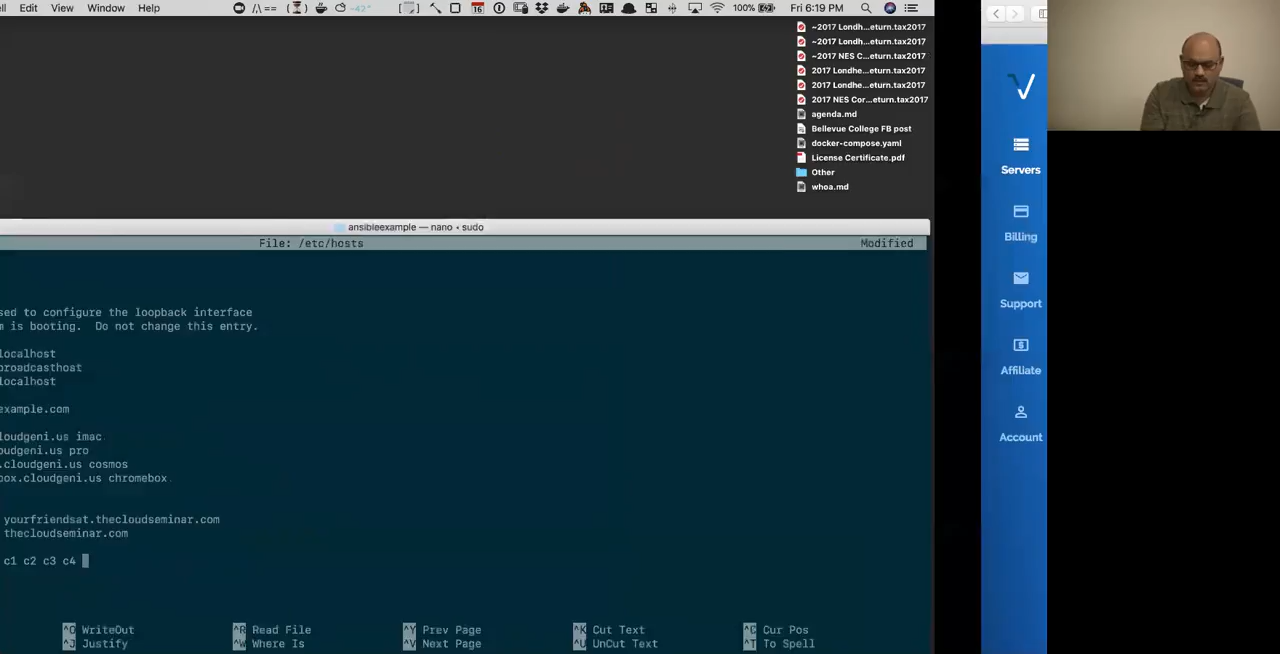 Edit View Window Help
-42° 16 100% Fri 6:19 PM
~2017 Londh...eturn.tax2017
~2017 Londh...eturn.tax2017
~2017 NES C...eturn.tax2017
2017 Londhe...eturn.tax2017
2017 Londhe...eturn.tax2017
2017 NES Cor...eturn.tax2017
agenda.md
Bellevue College FB post
docker-compose.yaml
License Certificate.pdf
Other
whoa.md
ansibleexample — nano ◂ sudo
File: /etc/hosts Modified
sed to configure the loopback interface
m is booting. Do not change this entry.
localhost
broadcasthost
localhost
example.com
loudgeni.us imac
oudgeni.us pro
.cloudgeni.us cosmos
box.cloudgeni.us chromebox
yourfriendsat.thecloudseminar.com
thecloudseminar.com
c1 c2 c3 c4
^O WriteOut ^R Read File ^Y Prev Page ^K Cut Text ^C Cur Pos
^J Justify ^W Where Is ^V Next Page ^U UnCut Text ^T To Spell
Servers
Billing
Support
Affiliate
Account